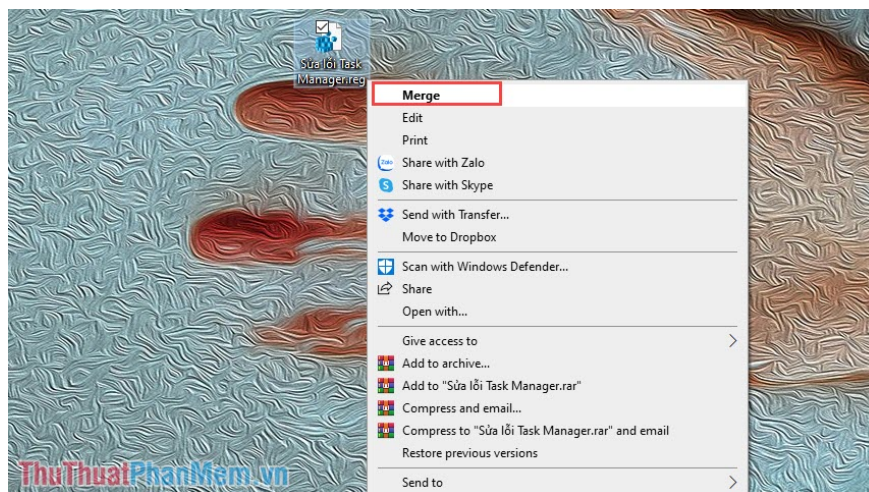 Sửa lỗi Task
Manager.reg
Merge
Edit
Print
Zalo
Share with Zalo
S
Share with Skype
Send with Transfer...
Move to Dropbox
Scan with Windows Defender...
Share
Open with...
Give access to
Add to archive...
Add to "Sửa lỗi Task Manager.rar"
Compress and email...
Compress to "Sửa lỗi Task Manager.rar" and email
Restore previous versions
Send to
ThuThuatPhanMem.vn